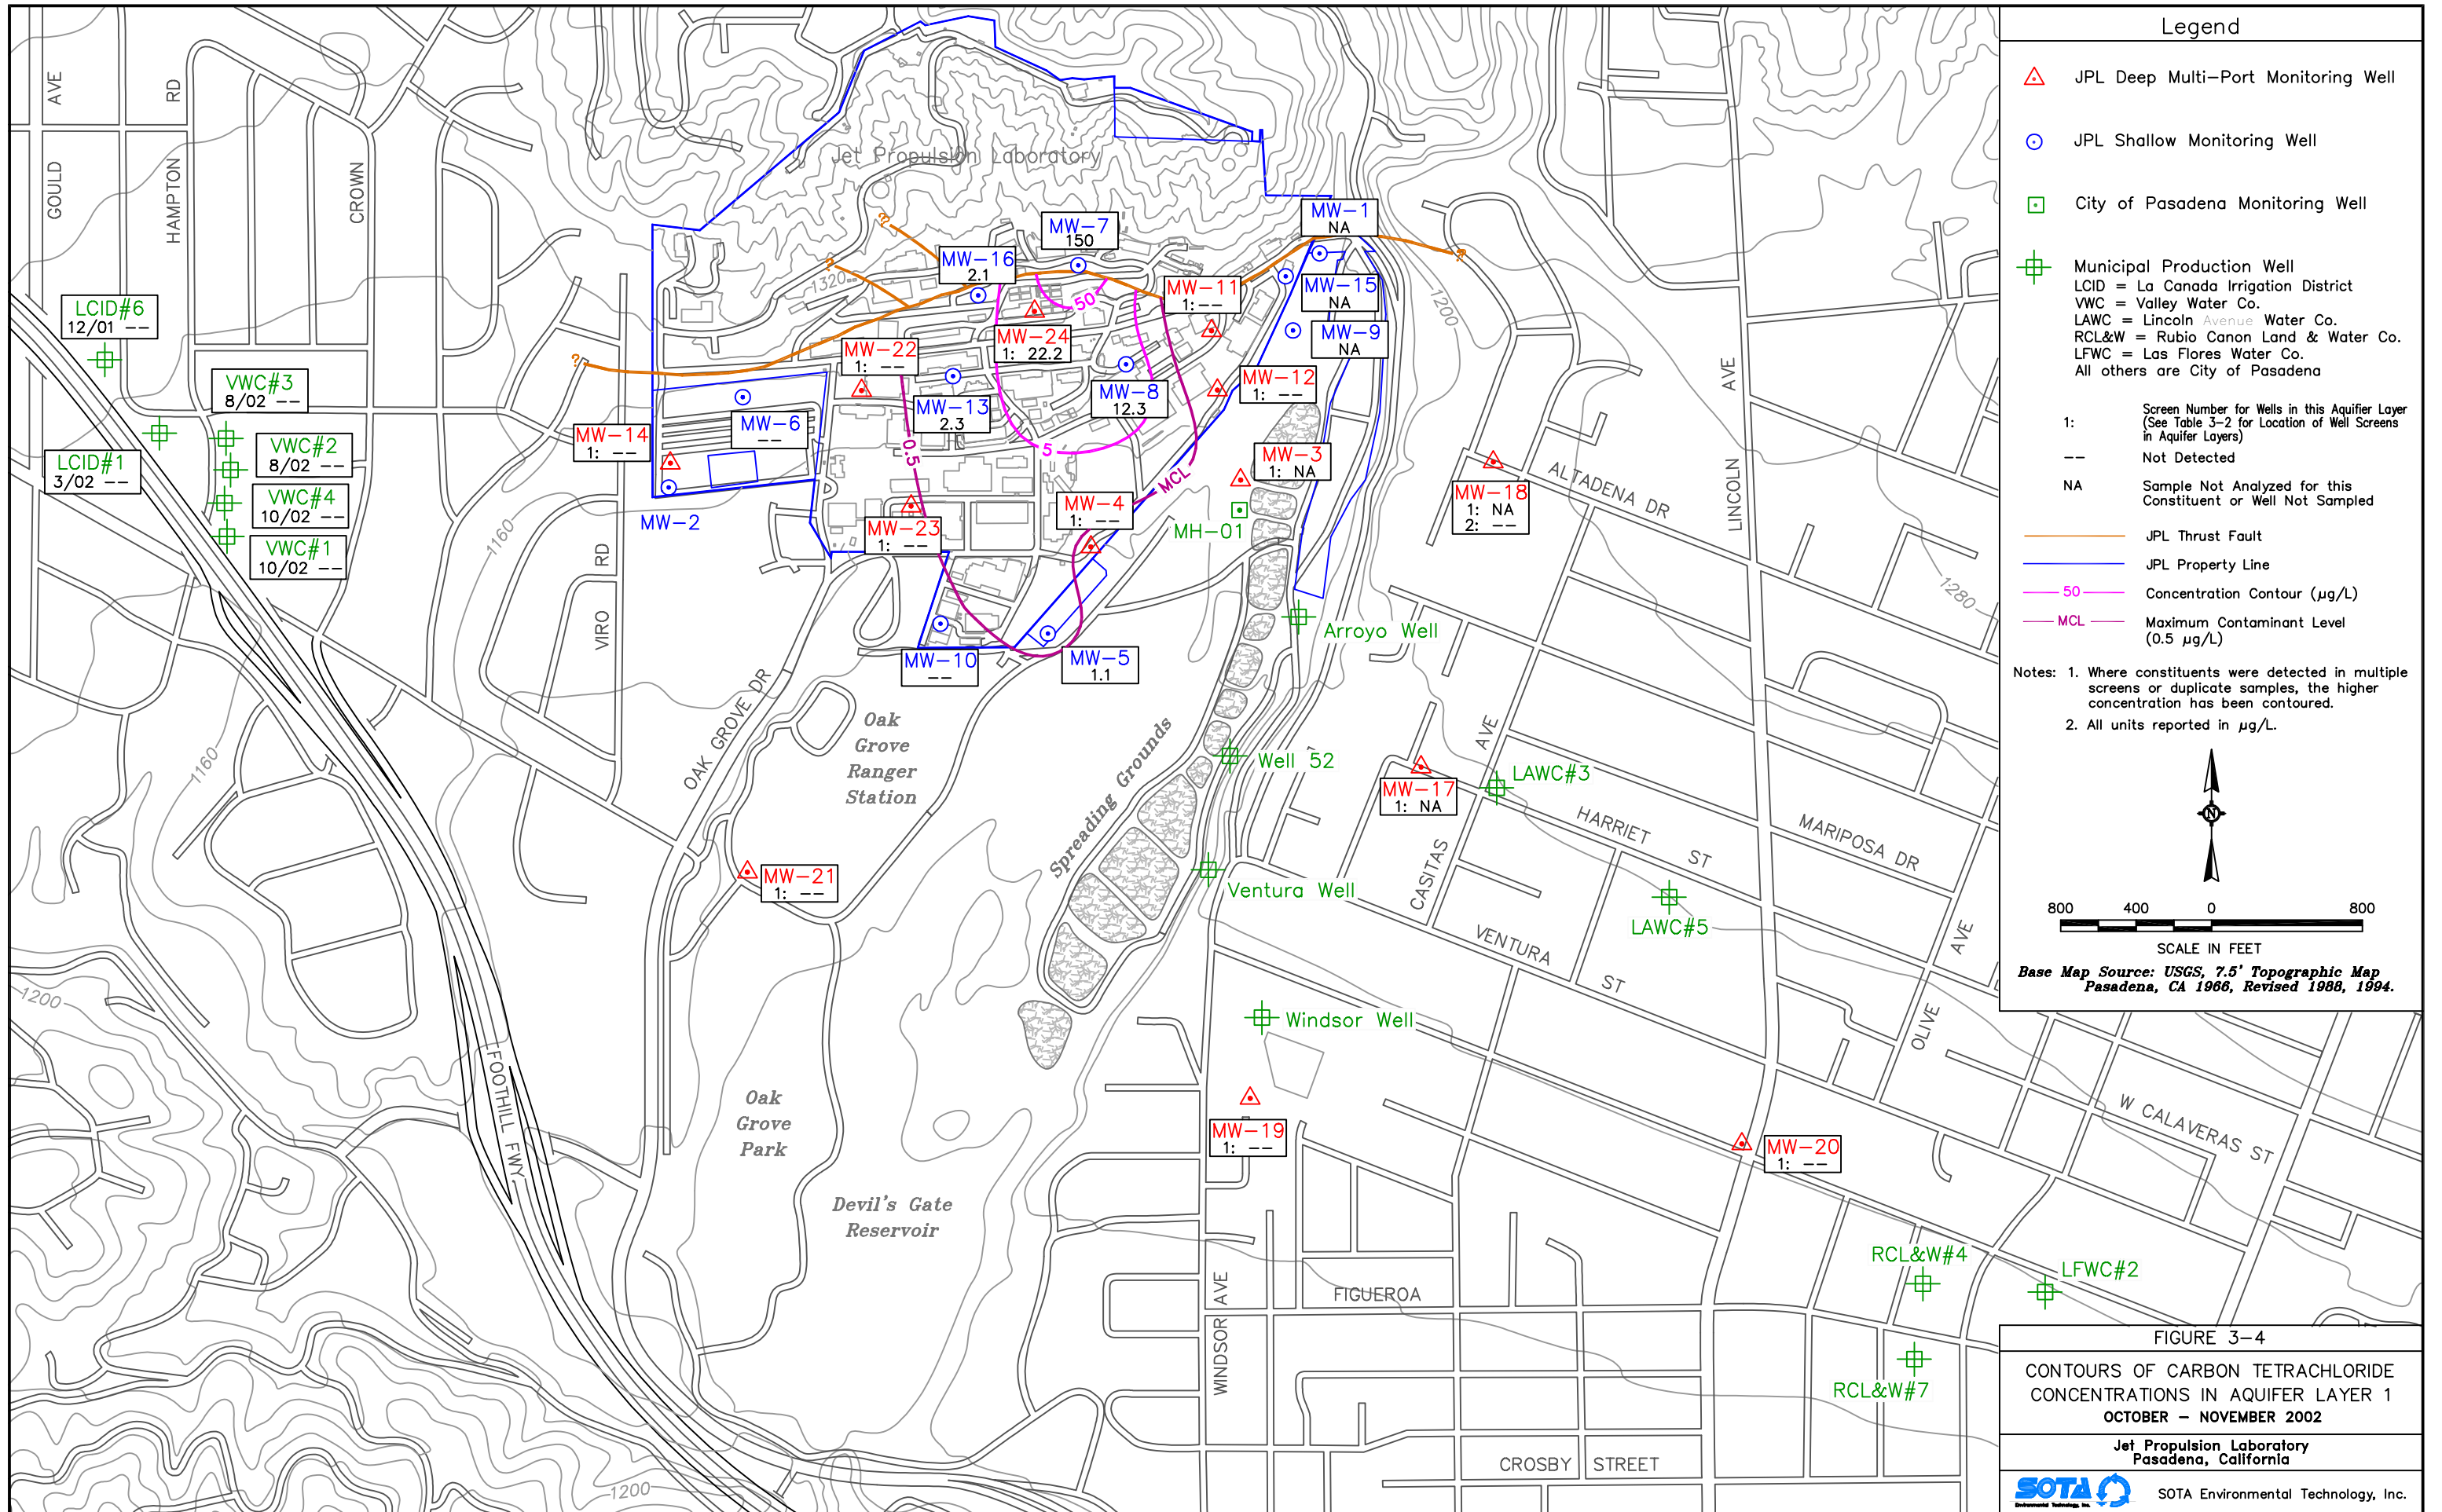 Legend
JPL Deep Multi-Port Monitoring Well
JPL Shallow Monitoring Well
City of Pasadena Monitoring Well
Municipal Production Well
LCID = La Canada Irrigation District
VWC = Valley Water Co.
LAWC = Lincoln Avenue Water Co.
RCL&W = Rubio Canon Land & Water Co.
LFWC = Las Flores Water Co.
All others are City of Pasadena
1:
Screen Number for Wells in this Aquifier Layer
(See Table 3-2 for Location of Well Screens
in Aquifer Layers)
-- Not Detected
NA Sample Not Analyzed for this
Constituent or Well Not Sampled
JPL Thrust Fault
JPL Property Line
50 Concentration Contour (µg/L)
MCL Maximum Contaminant Level
(0.5 µg/L)
Notes: 1. Where constituents were detected in multiple
screens or duplicate samples, the higher
concentration has been contoured.
2. All units reported in µg/L.
N
800 400 0 800
SCALE IN FEET
Base Map Source: USGS, 7.5' Topographic Map
Pasadena, CA 1966, Revised 1988, 1994.
FIGURE 3-4
CONTOURS OF CARBON TETRACHLORIDE
CONCENTRATIONS IN AQUIFER LAYER 1
OCTOBER - NOVEMBER 2002
Jet Propulsion Laboratory
Pasadena, California
SOTA
Environmental Technology, Inc.
SOTA Environmental Technology, Inc.
GOULD AVE
HAMPTON RD
CROWN
Jet Propulsion Laboratory
LCID#6
12/01 --
VWC#3
8/02 --
VWC#2
8/02 --
LCID#1
3/02 --
VWC#4
10/02 --
VWC#1
10/02 --
MW-7
150
MW-1
NA
MW-16
2.1
MW-11
1: --
MW-15
NA
MW-9
NA
MW-24
1: 22.2
MW-22
1: --
MW-12
1: --
MW-8
12.3
MW-13
2.3
MW-6
--
MW-14
1: --
MW-3
1: NA
MW-18
1: NA
2: --
MW-4
1: --
MW-23
1: --
MW-2
MH-01
MW-10
--
MW-5
1.1
MW-17
1: NA
MW-21
1: --
MW-19
1: --
MW-20
1: --
?
?
?
?
1320
50
5
0.5
MCL
1200
1280
1160
1160
1200
1200
Arroyo Well
Well 52
LAWC#3
LAWC#5
Ventura Well
Windsor Well
RCL&W#4
LFWC#2
RCL&W#7
VIRO RD
OAK GROVE DR
FOOTHILL FWY
ALTADENA DR
LINCOLN AVE
CASITAS AVE
HARRIET ST
MARIPOSA DR
VENTURA ST
OLIVE AVE
W CALAVERAS ST
WINDSOR AVE
FIGUEROA
CROSBY STREET
Oak
Grove
Ranger
Station
Spreading Grounds
Oak
Grove
Park
Devil's Gate
Reservoir